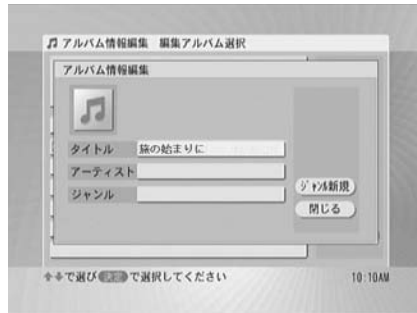 アルバム情報編集 編集アルバム選択
アルバム情報編集
タイトル 旅の始まりに
アーティスト
ジャンル
ｼﾞｬﾝﾙ新規
閉じる
で選び 決定 で選択してください 10:10AM